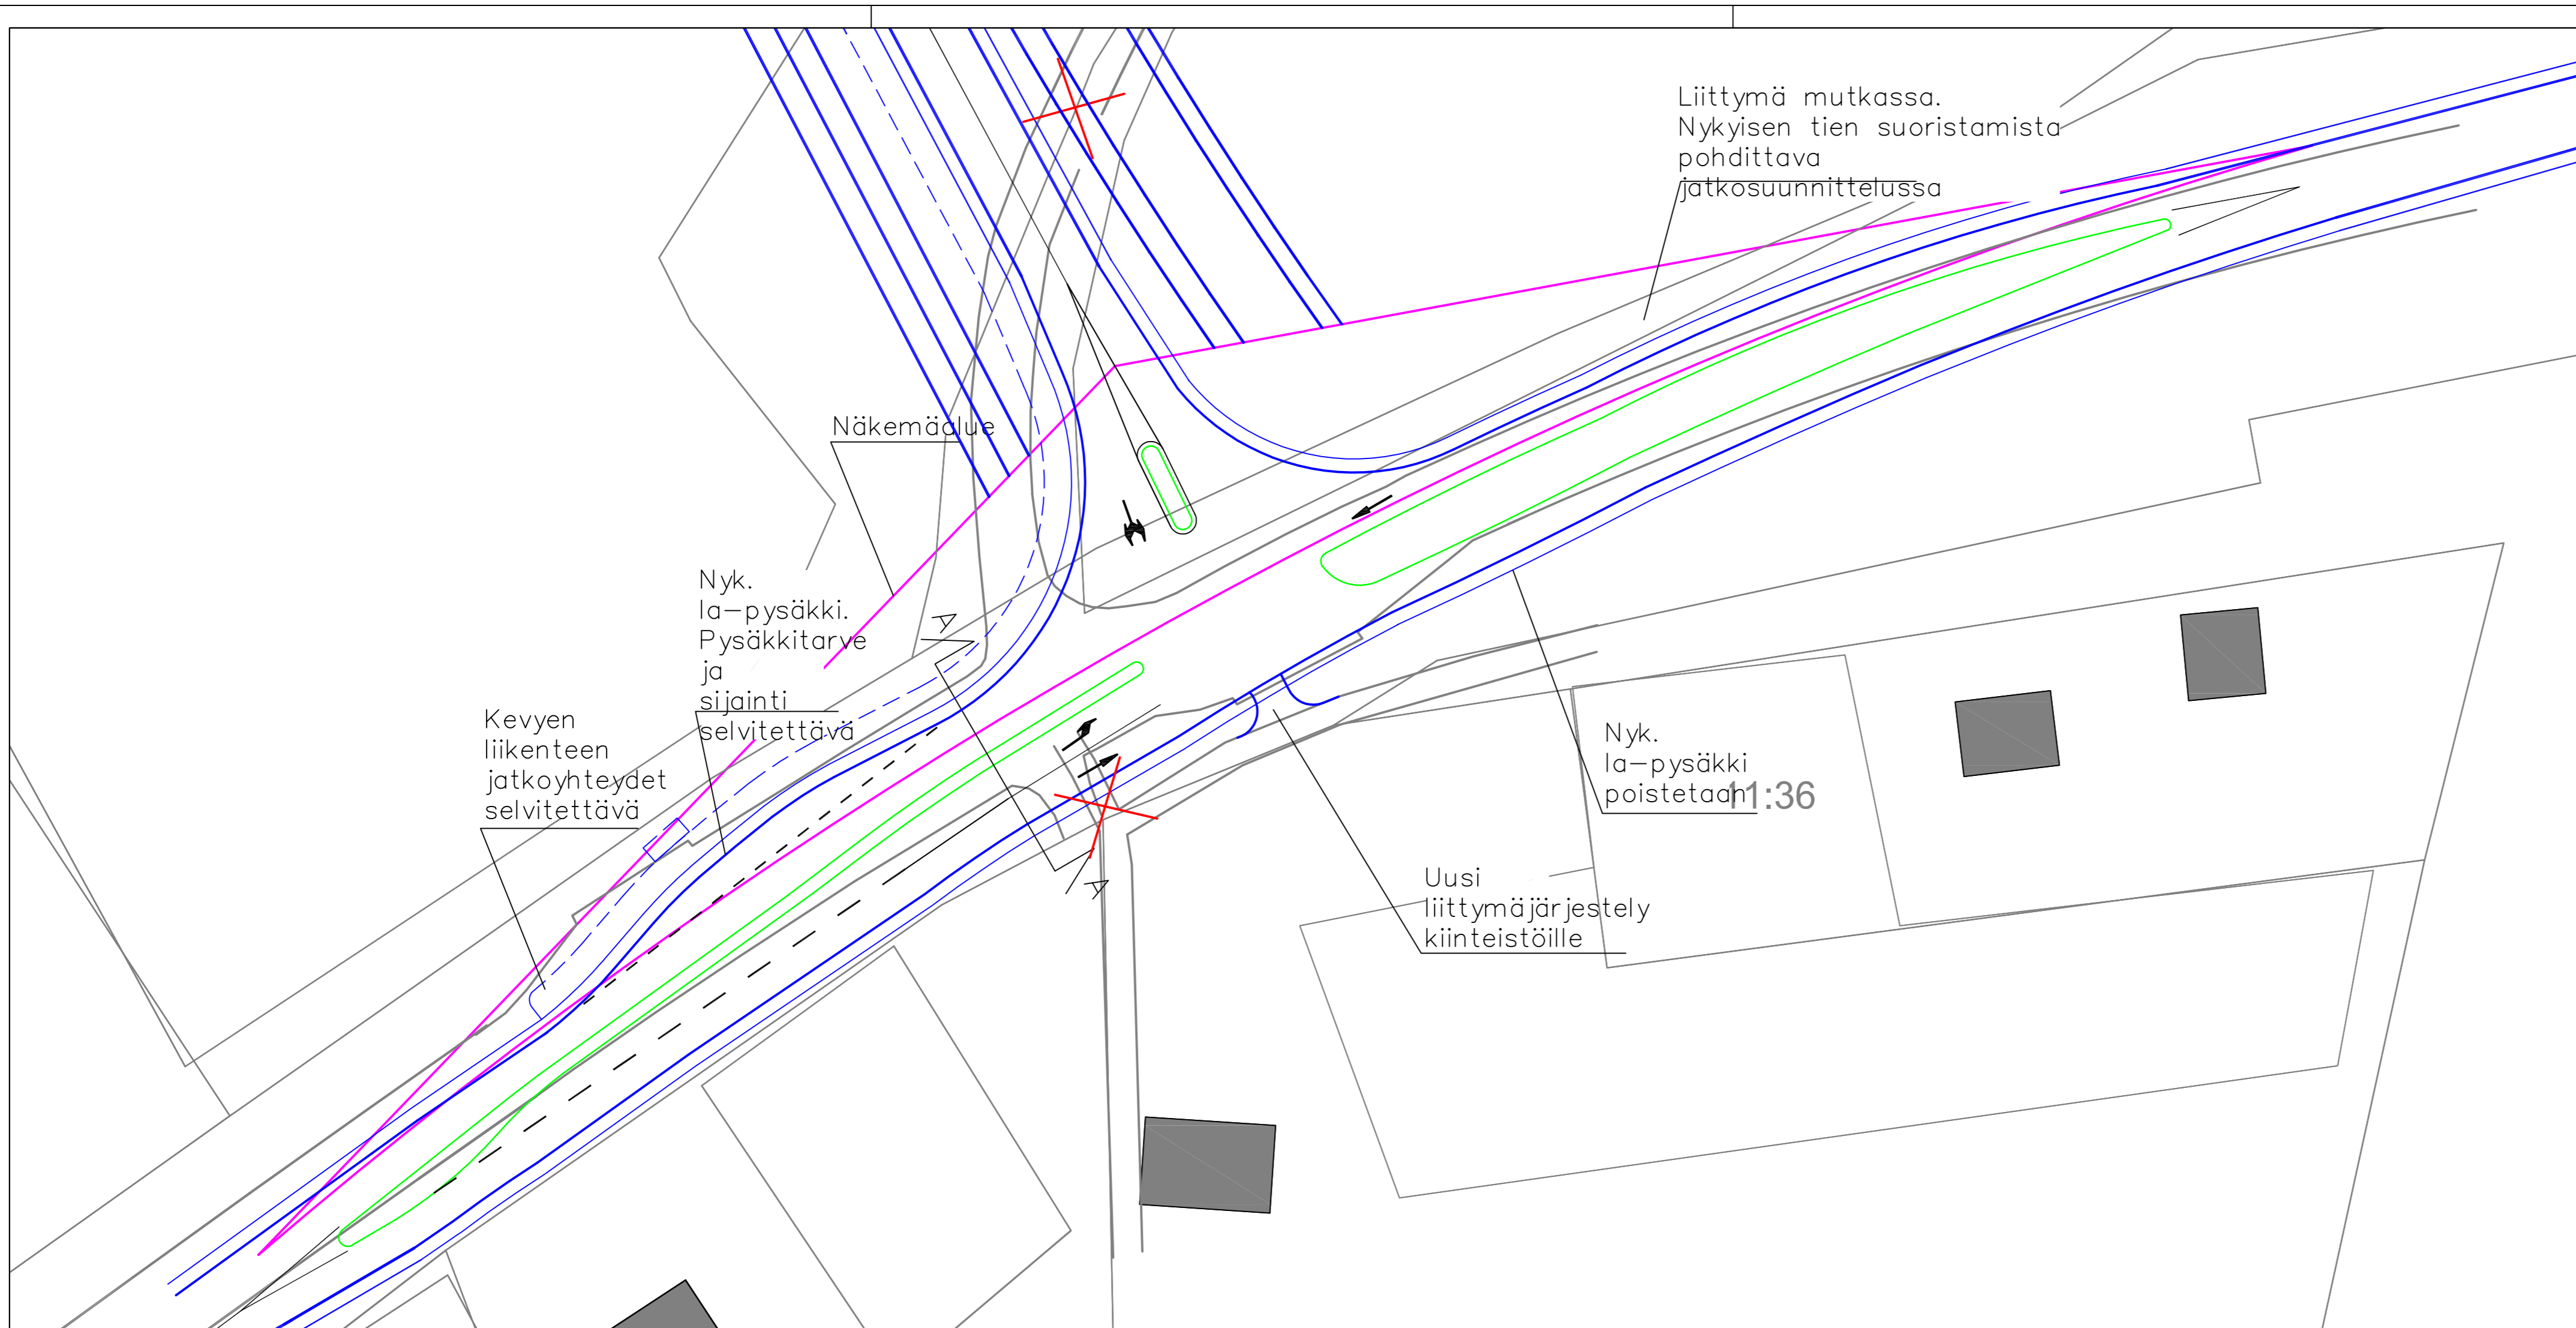 Liittymä mutkassa.
Nykyisen tien suoristamista
pohdittava
jatkosuunnittelussa
Näkemäalue
Nyk.
la-pysäkki.
Pysäkkitarve
ja
sijainti
selvitettävä
A
Kevyen
liikenteen
jatkoyhteydet
selvitettävä
Nyk.
la-pysäkki
poistetaan
11:36
A
Uusi
liittymäjärjestely
kiinteistöille